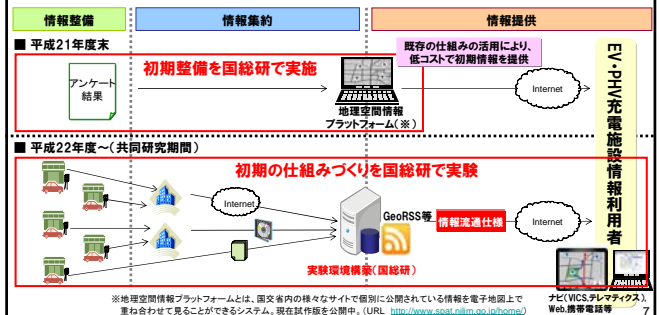 情報整備
情報集約
情報提供
■ 平成21年度末
既存の仕組みの活用により、
低コストで初期情報を提供
初期整備を国総研で実施
アンケート
結果
Internet
地理空間情報
プラットフォーム(※)
EV・PHV充電施設情報利用者
■ 平成22年度~(共同研究期間)
初期の仕組みづくりを国総研で実験
Internet
GeoRSS等
情報流通仕様
Internet
実験環境構築(国総研)
ナビ(VICS,テレマティクス)、
Web、携帯電話等
※地理空間情報プラットフォームとは、国交省内の様々なサイトで個別に公開されている情報を電子地図上で
重ね合わせて見ることができるシステム。現在試作版を公開中。(URL http://www.spat.nilim.go.jp/home/)
7